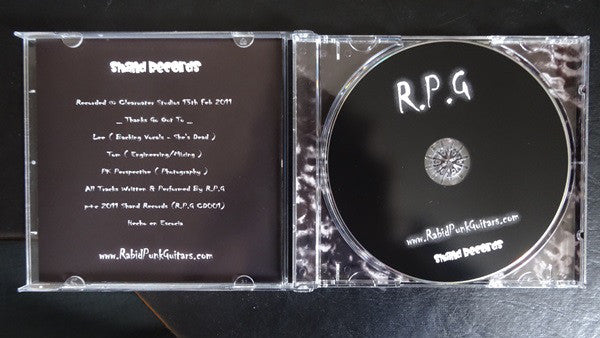 Shand Records
Recorded @ Clearwater Studios 13th Feb 2011
_ Thanks Go Out To _
Lee ( Backing Vocals - She's Dead )
Tom ( Engineering/Mixing )
PK Perspective ( Photography )
All Tracks Written & Performed By R.P.G
p+c 2011 Shand Records (R.P.G CD001)
Hecho en Escocia
www.RabidPunkGuitars.com
R.P.G
www.RabidPunkGuitars.com
Shand Records